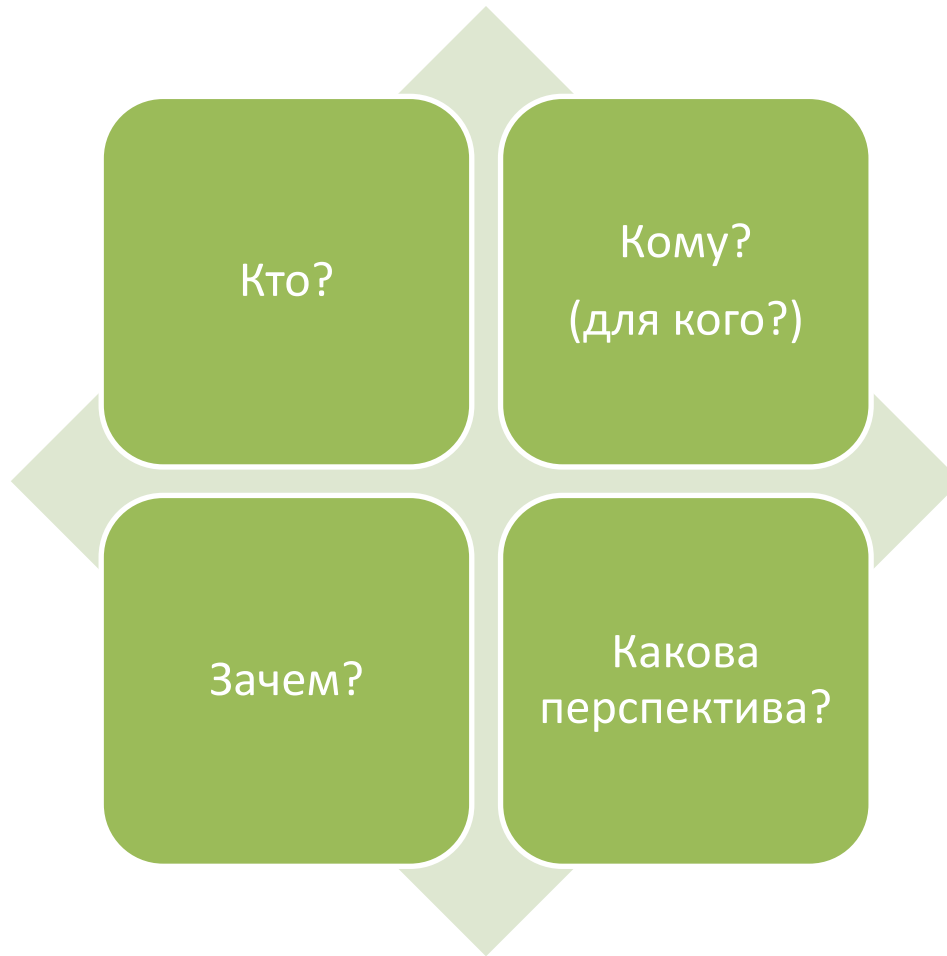 Кто?
Кому?
(для кого?)
Зачем?
Какова
перспектива?